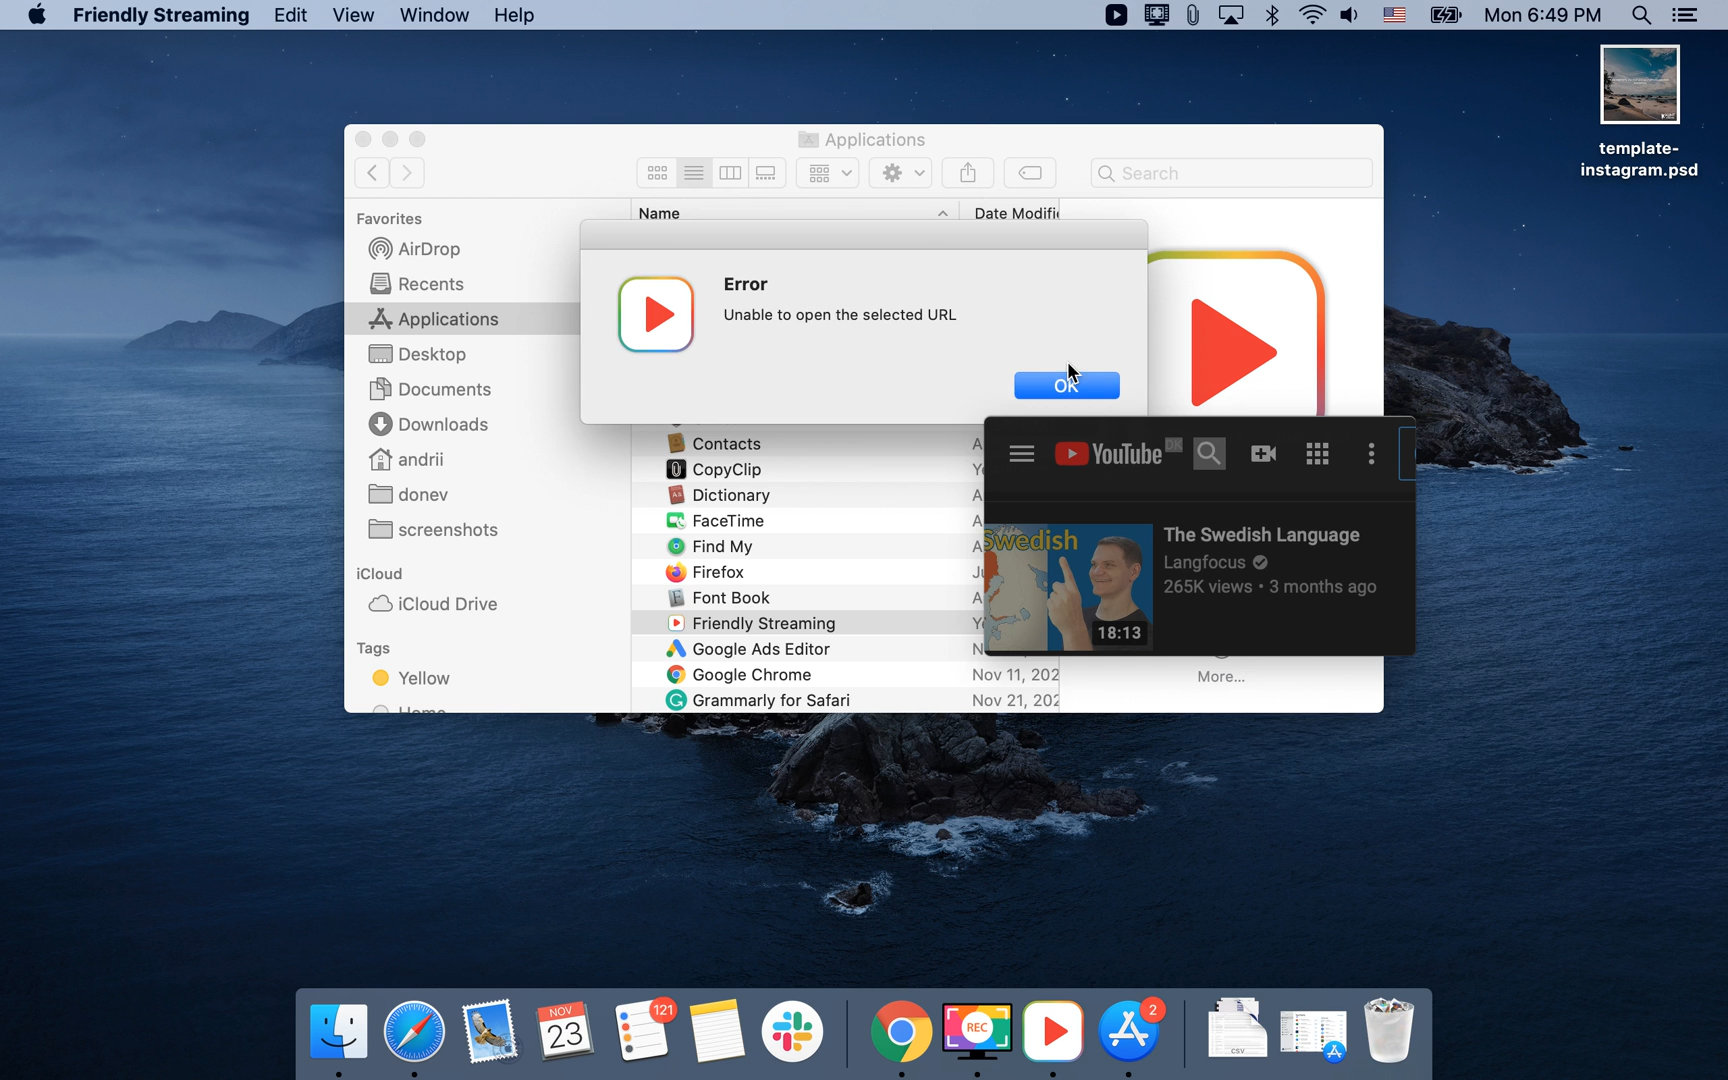 Friendly Streaming Edit View Window Help Mon 6:49 PM
template-
instagram.psd
Applications
Search
Name Date Modifi
Favorites
AirDrop
Recents
Applications
Desktop
Documents
Downloads
andrii
donev
screenshots
iCloud
iCloud Drive
Tags
Yellow
Home
Error
Unable to open the selected URL
OK
Contacts A
CopyClip Y
Dictionary A
FaceTime A
Find My A
Firefox Ju
Font Book A
Friendly Streaming Y
Google Ads Editor N
Google Chrome Nov 11, 202
Grammarly for Safari Nov 21, 202
More...
YouTube DK
Swedish
18:13
The Swedish Language
Langfocus
265K views • 3 months ago
NOV
23
121
REC
2
CSV